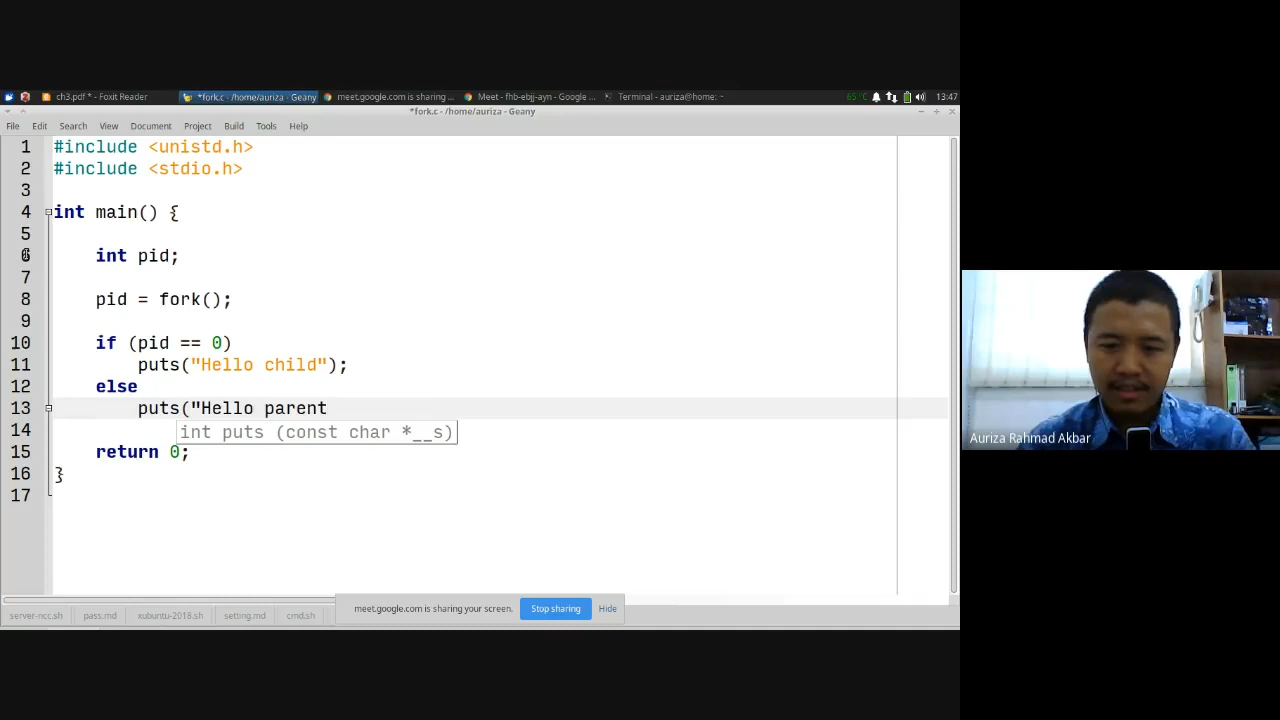 ch3.pdf * - Foxit Reader
*fork.c - /home/auriza - Geany
meet.google.com is sharing ...
Meet - fhb-ebjj-ayn - Google ...
Terminal - auriza@home: ~
65°C
13:47
*fork.c - /home/auriza - Geany
File Edit Search View Document Project Build Tools Help
1 #include <unistd.h>
2 #include <stdio.h>
3
4 int main() {
5
6     int pid;
7
8     pid = fork();
9
10     if (pid == 0)
11         puts("Hello child");
12     else
13         puts("Hello parent
int puts (const char *__s)
14
15     return 0;
16 }
17
meet.google.com is sharing your screen. Stop sharing Hide
server-ncc.sh pass.md xubuntu-2018.sh setting.md cmd.sh
Auriza Rahmad Akbar